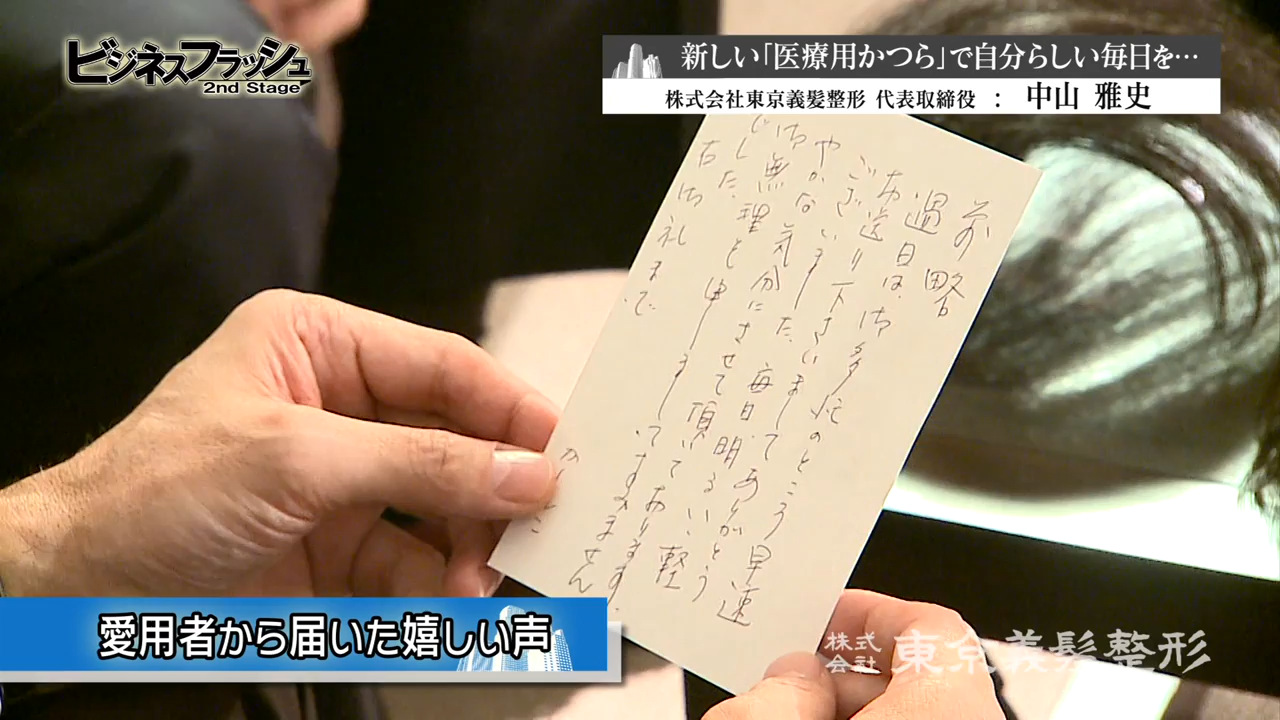 ビジネスフラッシュ
2nd Stage
新しい「医療用かつら」で自分らしい毎日を…
株式会社東京義髪整形 代表取締役 : 中山 雅史
前略
過日は、御多忙のところ早速
お送り下さいましてありがとう
ございました。毎日明るい、軽
やかな気分にさせて頂いております。
御無理を申しまして、すみません
でした。
右御礼まで
かしこ
愛用者から届いた嬉しい声
株式会社 東京義髪整形